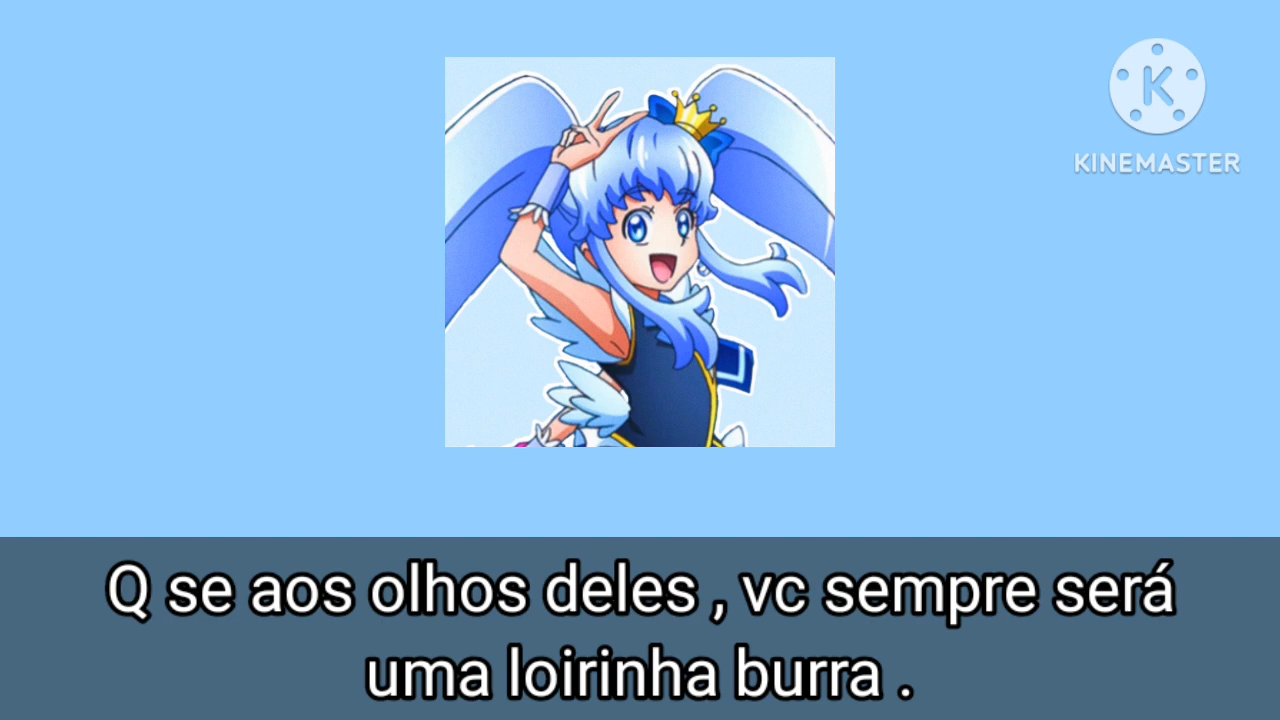 K
KINEMASTER
Q se aos olhos deles , vc sempre será
uma loirinha burra .